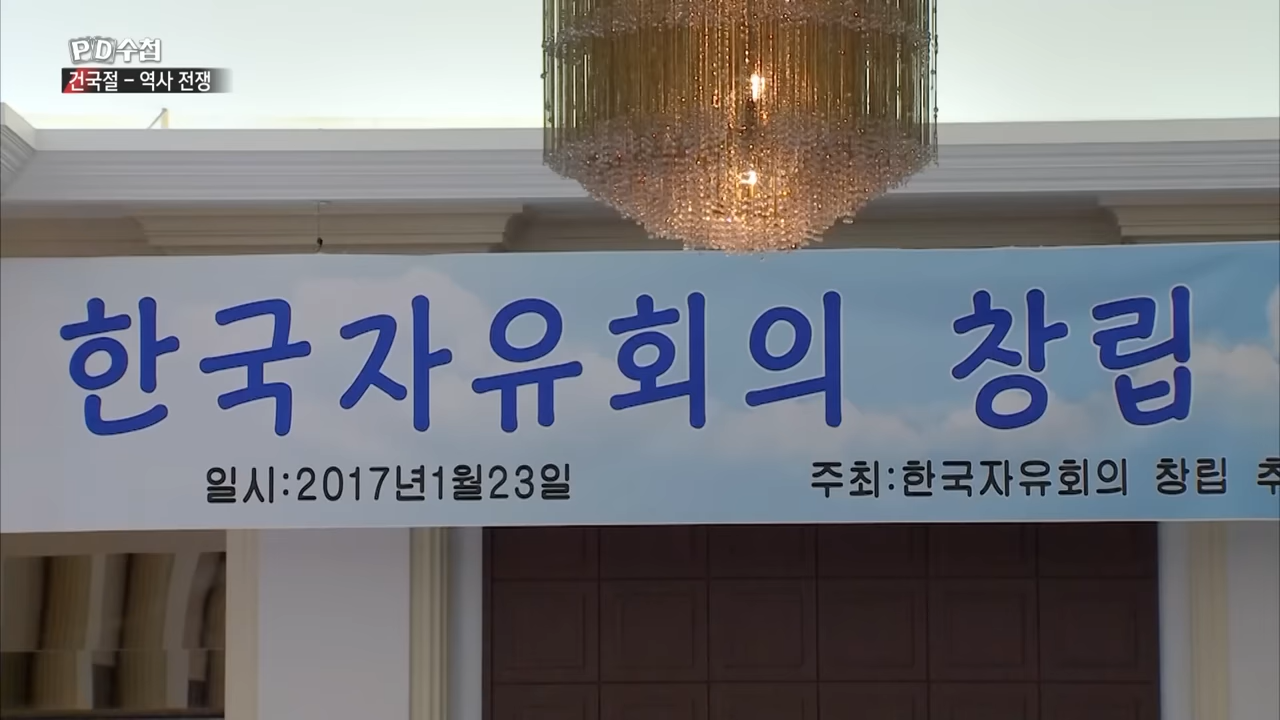 PD수첩
건국절 - 역사 전쟁
한국자유회의 창립
일시:2017년1월23일
주최:한국자유회의 창립